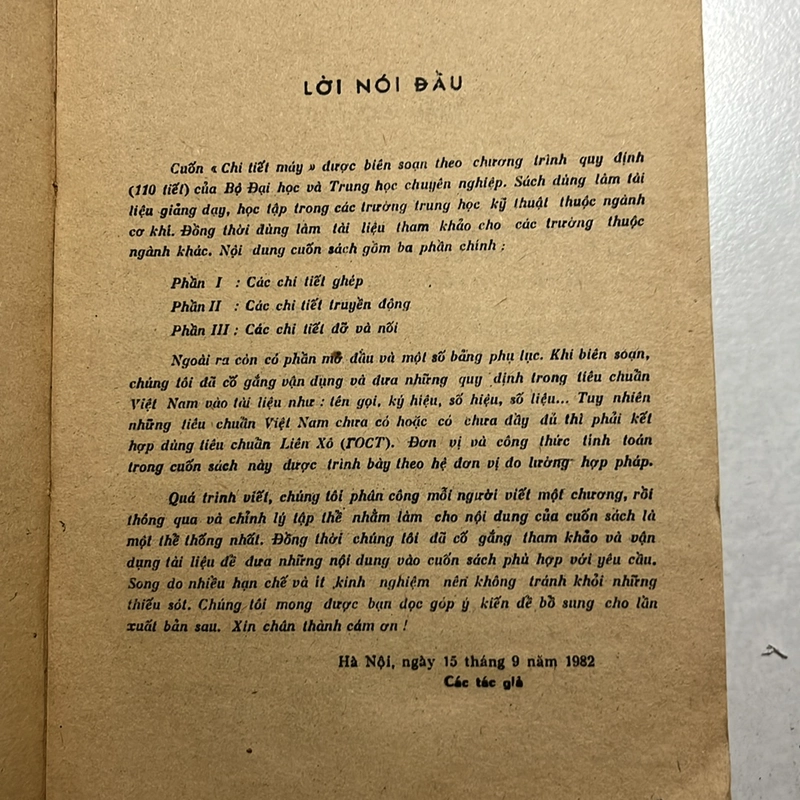 LỜI NÓI ĐẦU
Cuốn « Chi tiết máy » được biên soạn theo chương trình quy định
(110 tiết) của Bộ Đại học và Trung học chuyên nghiệp. Sách dùng làm tài
liệu giảng dạy, học tập trong các trường trung học kỹ thuật thuộc ngành
cơ khí. Đồng thời dùng làm tài liệu tham khảo cho các trường thuộc
ngành khác. Nội dung cuốn sách gồm ba phần chính :
Phần I : Các chi tiết ghép
Phần II : Các chi tiết truyền động
Phần III : Các chi tiết đỡ và nối
Ngoài ra còn có phần mở đầu và một số bảng phụ lục. Khi biên soạn,
chúng tôi đã cố gắng vận dụng và đưa những quy định trong tiêu chuẩn
Việt Nam vào tài liệu như : tên gọi, ký hiệu, số hiệu, số liệu... Tuy nhiên
những tiêu chuẩn Việt Nam chưa có hoặc có chưa đầy đủ thì phải kết
hợp dùng tiêu chuẩn Liên Xô (ГОСТ). Đơn vị và công thức tính toán
trong cuốn sách này được trình bày theo hệ đơn vị đo lường hợp pháp.
Quá trình viết, chúng tôi phân công mỗi người viết một chương, rồi
thông qua và chỉnh lý tập thể nhằm làm cho nội dung của cuốn sách là
một thể thống nhất. Đồng thời chúng tôi đã cố gắng tham khảo và vận
dụng tài liệu để đưa những nội dung vào cuốn sách phù hợp với yêu cầu.
Song do nhiều hạn chế và ít kinh nghiệm nên không tránh khỏi những
thiếu sót. Chúng tôi mong được bạn đọc góp ý kiến để bổ sung cho lần
xuất bản sau. Xin chân thành cám ơn !
Hà Nội, ngày 15 tháng 9 năm 1982
Các tác giả